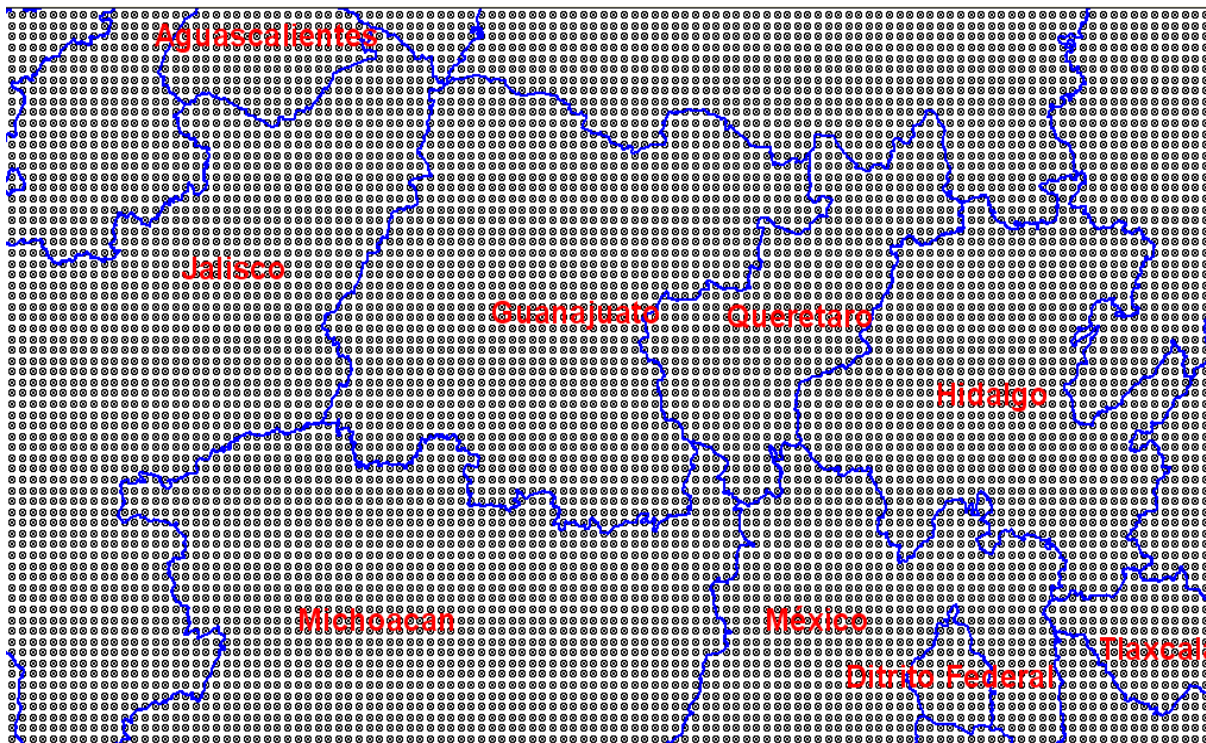 Aguascalientes
Jalisco
Guanajuato
Queretaro
Hidalgo
Michoacan
México
Tlaxcala
Ditrito Federal